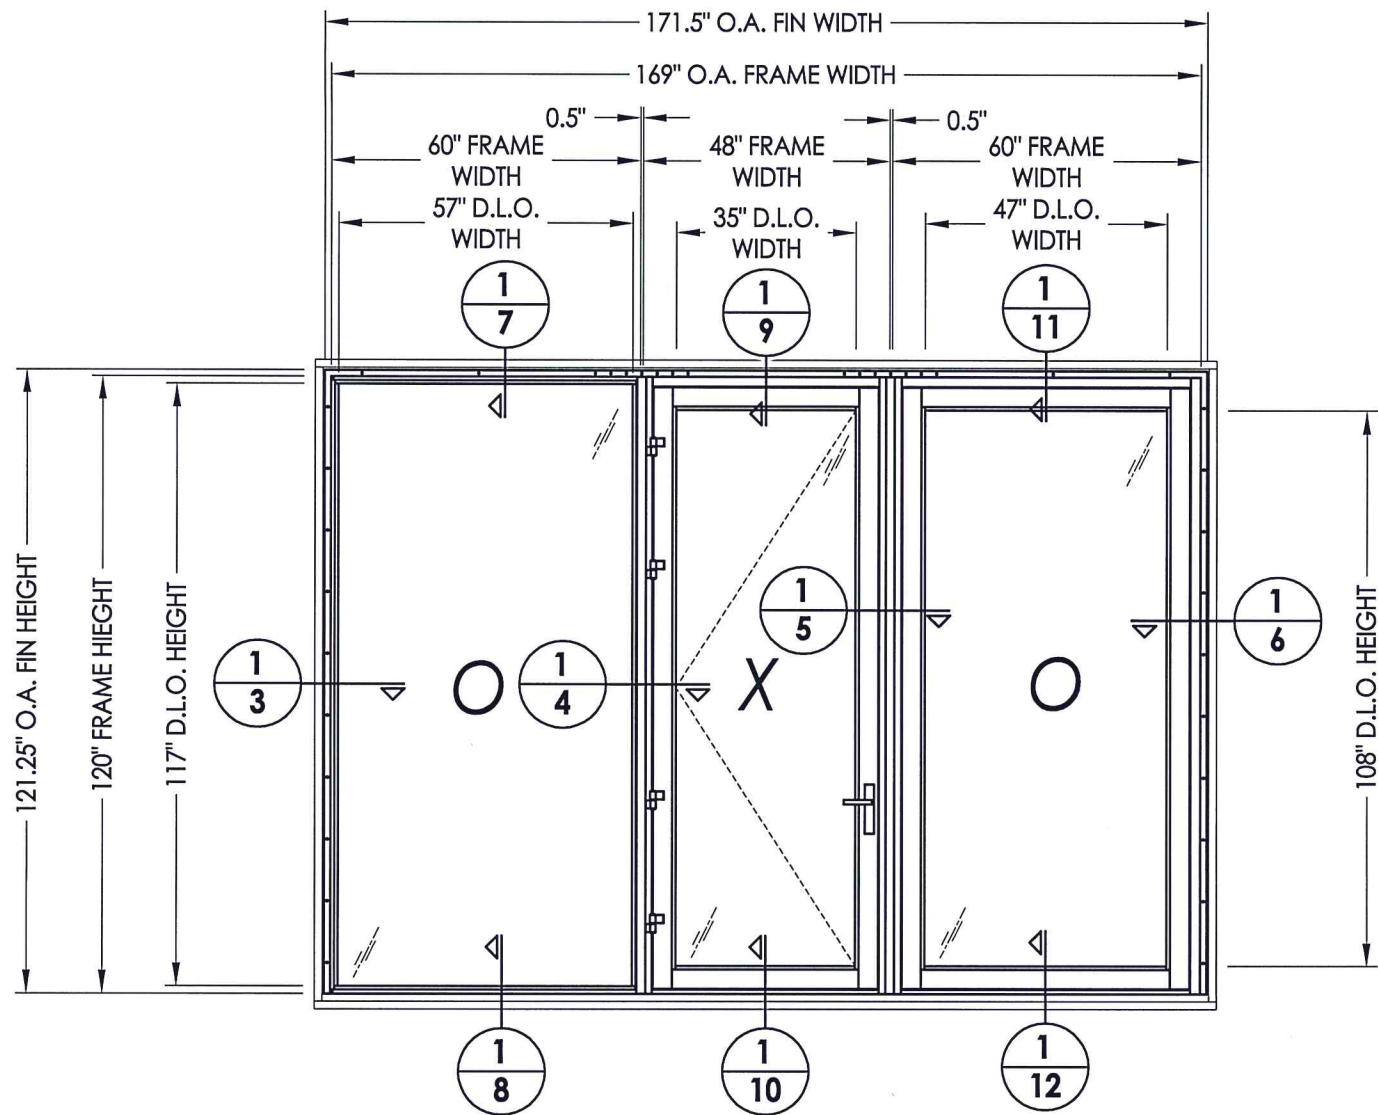 171.5" O.A. FIN WIDTH
169" O.A. FRAME WIDTH
0.5"
0.5"
60" FRAME
WIDTH
48" FRAME
WIDTH
60" FRAME
WIDTH
57" D.L.O.
WIDTH
35" D.L.O.
WIDTH
47" D.L.O.
WIDTH
1
7
1
9
1
11
121.25" O.A. FIN HEIGHT
120" FRAME HIEGHT
117" D.L.O. HEIGHT
1
3
O
1
4
X
1
5
O
1
6
108" D.L.O. HEIGHT
1
8
1
10
1
12